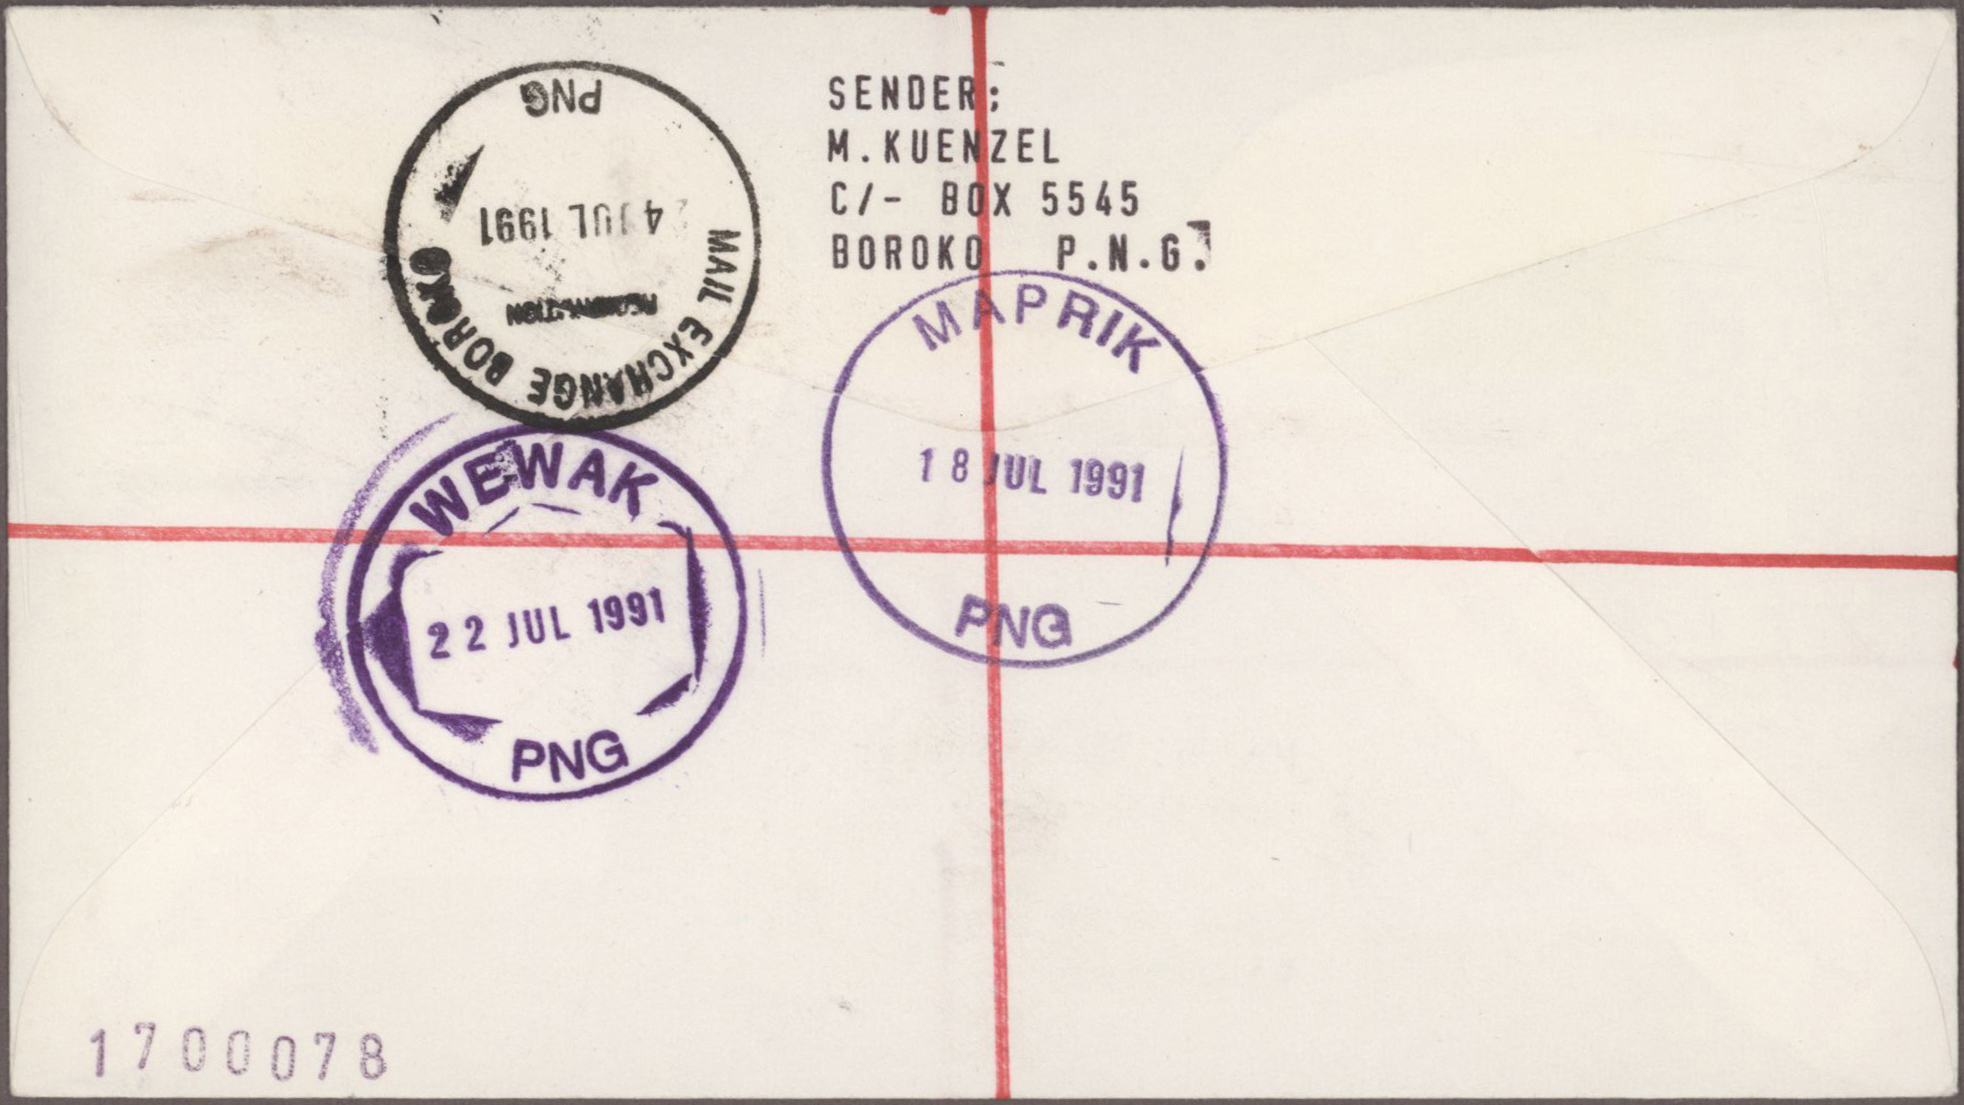 PNG
4 JUL 1991
REGISTRATION
MAIL EXCHANGE BOROKO
SENDER;
M.KUENZEL
C/- BOX 5545
BOROKO P.N.G.
MAPRIK
18 JUL 1991
PNG
WEWAK
22 JUL 1991
PNG
1700078